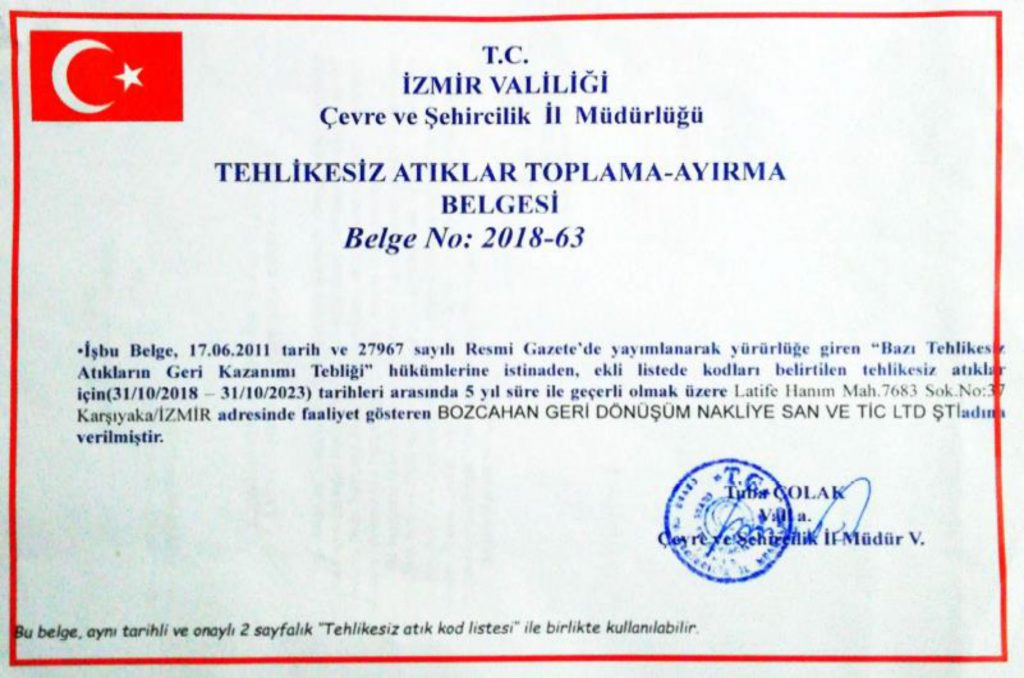 T.C.
İZMİR VALİLİĞİ
Çevre ve Şehircilik İl Müdürlüğü
TEHLİKESİZ ATIKLAR TOPLAMA-AYIRMA
BELGESİ
Belge No: 2018-63
•İşbu Belge, 17.06.2011 tarih ve 27967 sayılı Resmi Gazete’de yayımlanarak yürürlüğe giren “Bazı Tehlikesiz
Atıkların Geri Kazanımı Tebliği” hükümlerine istinaden, ekli listede kodları belirtilen tehlikesiz atıklar
için(31/10/2018 – 31/10/2023) tarihleri arasında 5 yıl süre ile geçerli olmak üzere Latife Hanım Mah.7683 Sok.No:37
Karşıyaka/İZMİR adresinde faaliyet gösteren BOZCAHAN GERİ DÖNÜŞÜM NAKLİYE SAN VE TİC LTD ŞTİadına
verilmiştir.
T.C.
Tuba ÇOLAK
Vali a.
Çevre ve Şehircilik İl Müdür V.
Bu belge, aynı tarihli ve onaylı 2 sayfalık "Tehlikesiz atık kod listesi" ile birlikte kullanılabilir.